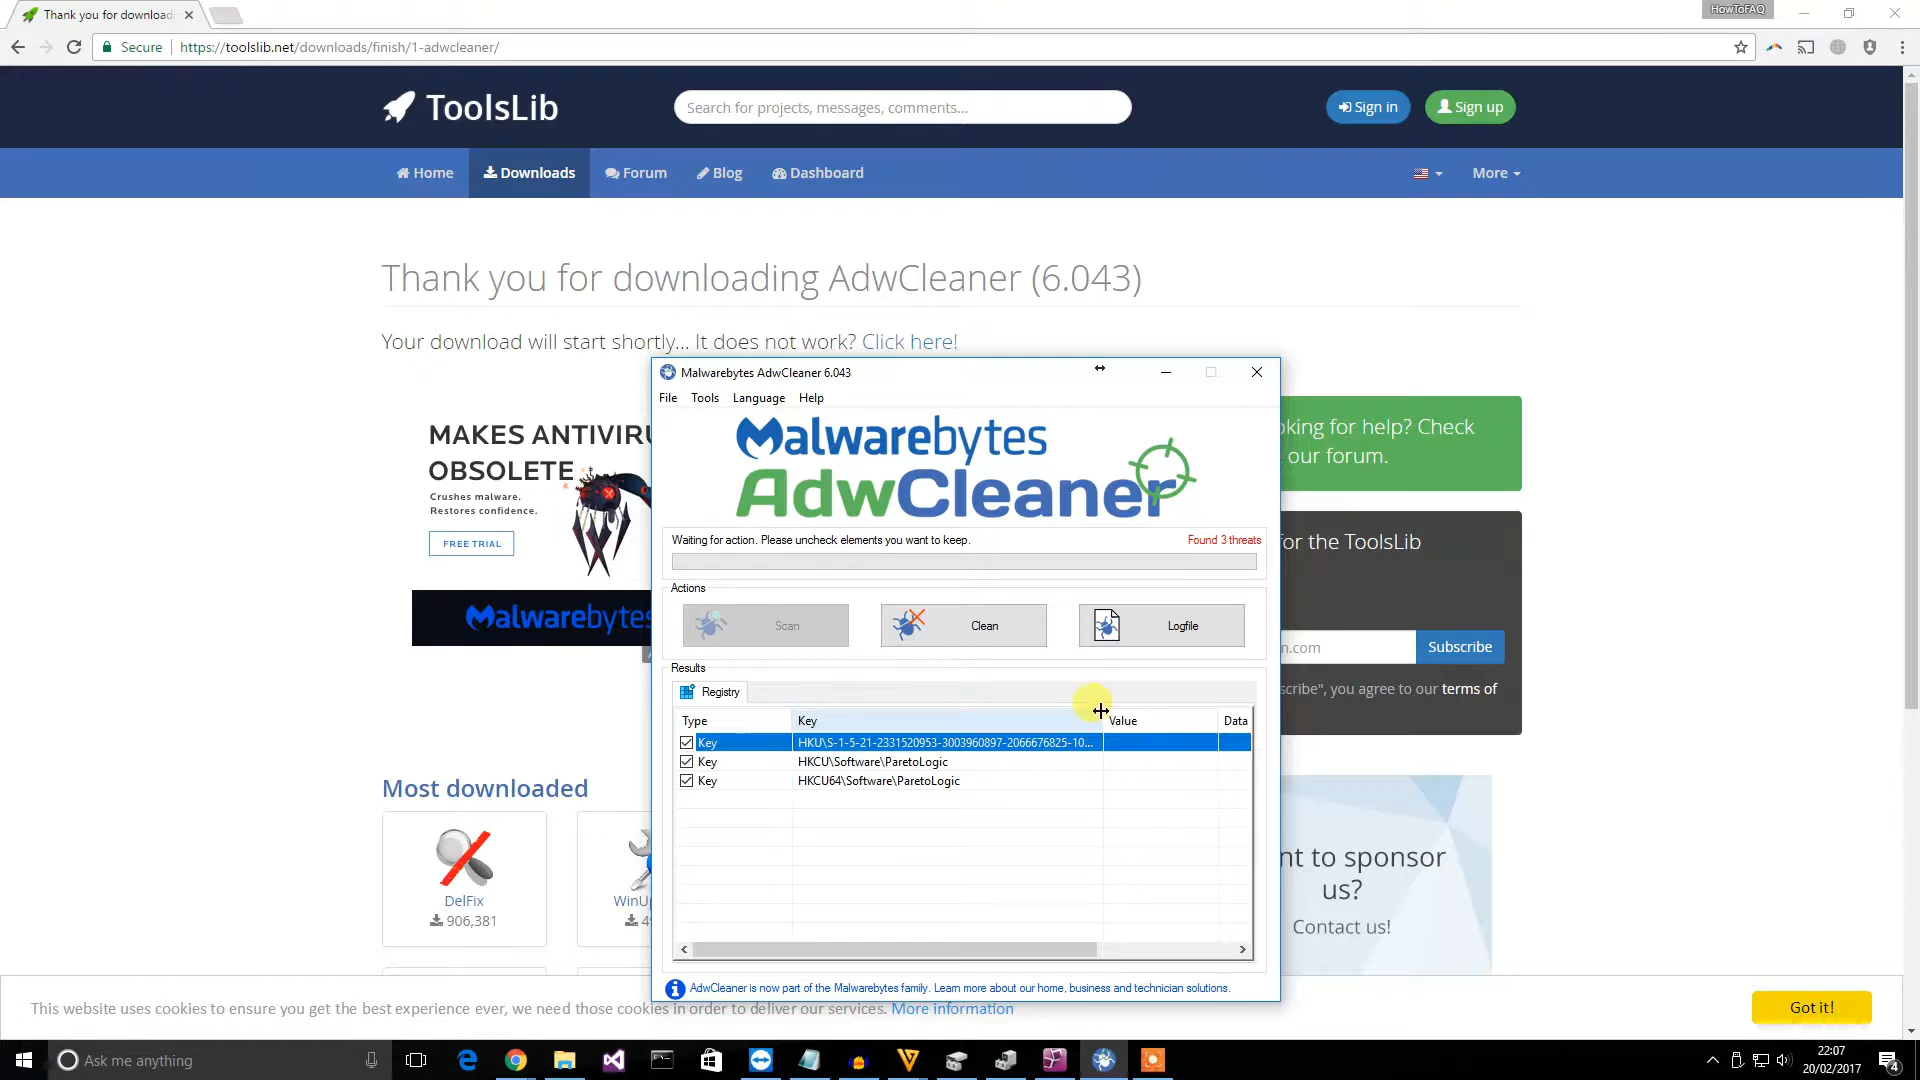 Thank you for download
HowToFAQ
Secure
https://toolslib.net/downloads/finish/1-adwcleaner/
ToolsLib
Search for projects, messages, comments...
Sign in
Sign up
Home
Downloads
Forum
Blog
Dashboard
More
Thank you for downloading AdwCleaner (6.043)
Your download will start shortly... It does not work? Click here!
MAKES ANTIVIRU
OBSOLETE
Crushes malware.
Restores confidence.
FREE TRIAL
Malwarebytes
Malwarebytes AdwCleaner 6.043
File
Tools
Language
Help
Malwarebytes
AdwCleaner
Waiting for action. Please uncheck elements you want to keep.
Found 3 threats
Actions
Scan
Clean
Logfile
Results
Registry
Type
Key
Value
Data
Key
HKU\S-1-5-21-2331520953-3003960897-2066676825-10...
Key
HKCU\Software\ParetoLogic
Key
HKCU64\Software\ParetoLogic
AdwCleaner is now part of the Malwarebytes family. Learn more about our home, business and technician solutions.
oking for help? Check
our forum.
for the ToolsLib
n.com
Subscribe
scribe", you agree to our terms of
nt to sponsor
us?
Contact us!
Most downloaded
DelFix
906,381
WinUp
49
This website uses cookies to ensure you get the best experience ever, we need those cookies in order to deliver our services. More information
Got it!
Ask me anything
22:07
20/02/2017
4